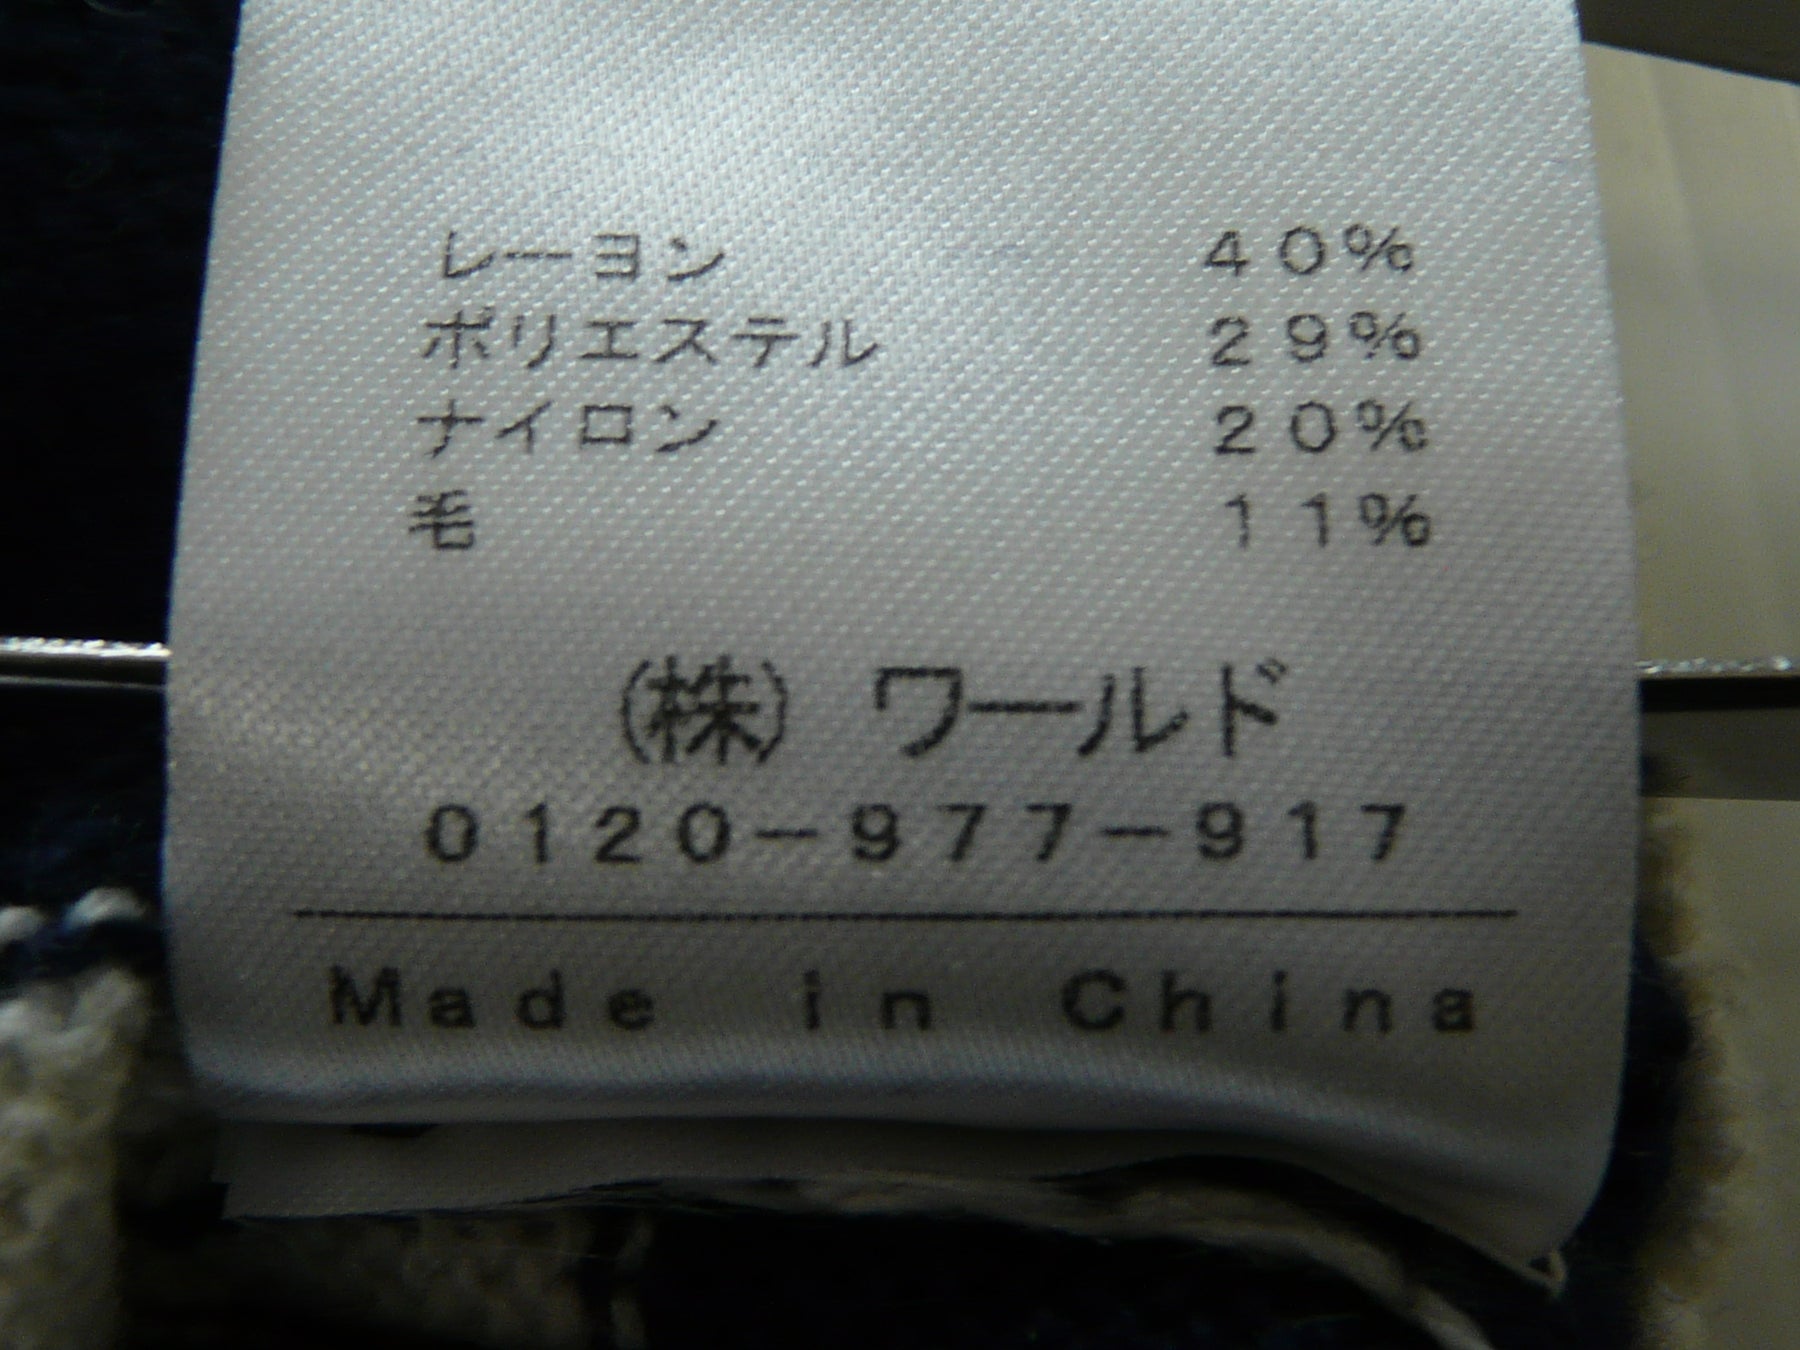 レーヨン 40%
ポリエステル 29%
ナイロン 20%
毛 11%
(株) ワールド
0120-977-917
Made in China